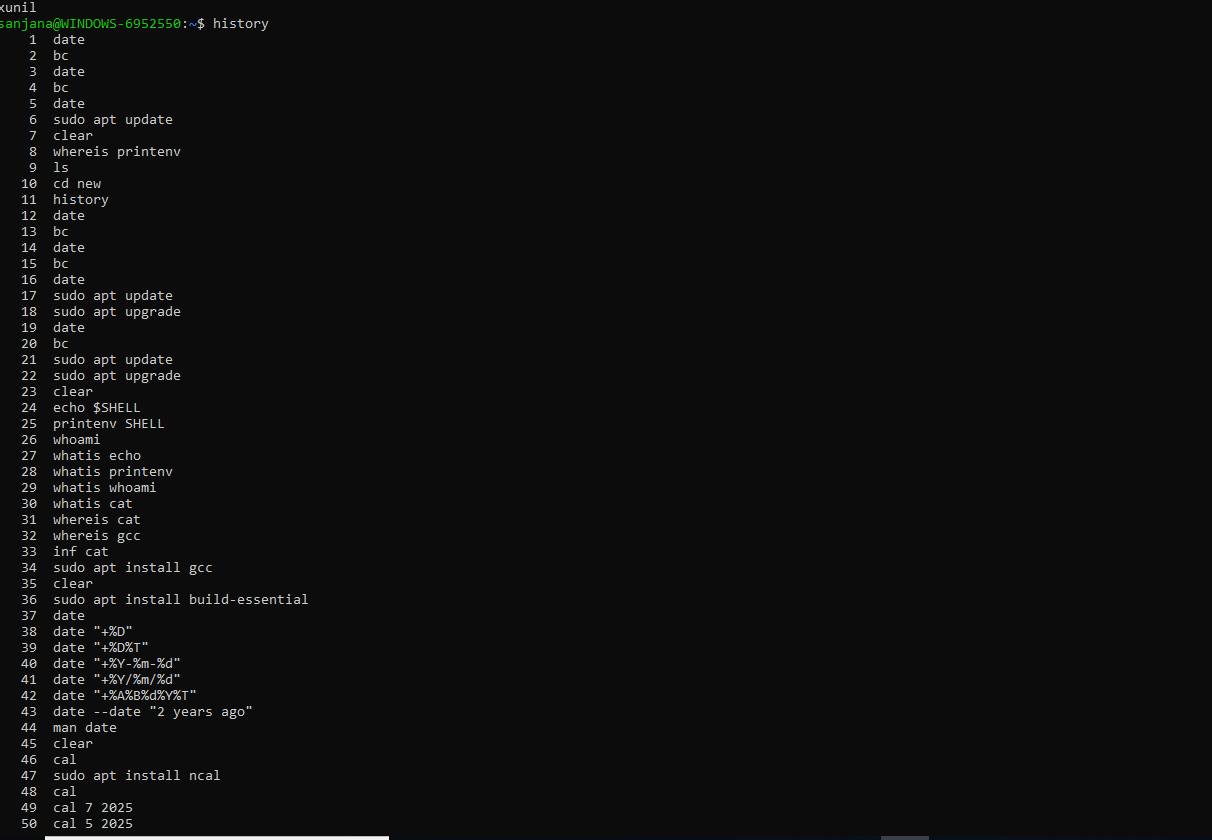 xunil
sanjana@WINDOWS-6952550:~$ history
1 date
2 bc
3 date
4 bc
5 date
6 sudo apt update
7 clear
8 whereis printenv
9 ls
10 cd new
11 history
12 date
13 bc
14 date
15 bc
16 date
17 sudo apt update
18 sudo apt upgrade
19 date
20 bc
21 sudo apt update
22 sudo apt upgrade
23 clear
24 echo $SHELL
25 printenv SHELL
26 whoami
27 whatis echo
28 whatis printenv
29 whatis whoami
30 whatis cat
31 whereis cat
32 whereis gcc
33 inf cat
34 sudo apt install gcc
35 clear
36 sudo apt install build-essential
37 date
38 date "+%D"
39 date "+%D%T"
40 date "+%Y-%m-%d"
41 date "+%Y/%m/%d"
42 date "+%A%B%d%Y%T"
43 date --date "2 years ago"
44 man date
45 clear
46 cal
47 sudo apt install ncal
48 cal
49 cal 7 2025
50 cal 5 2025